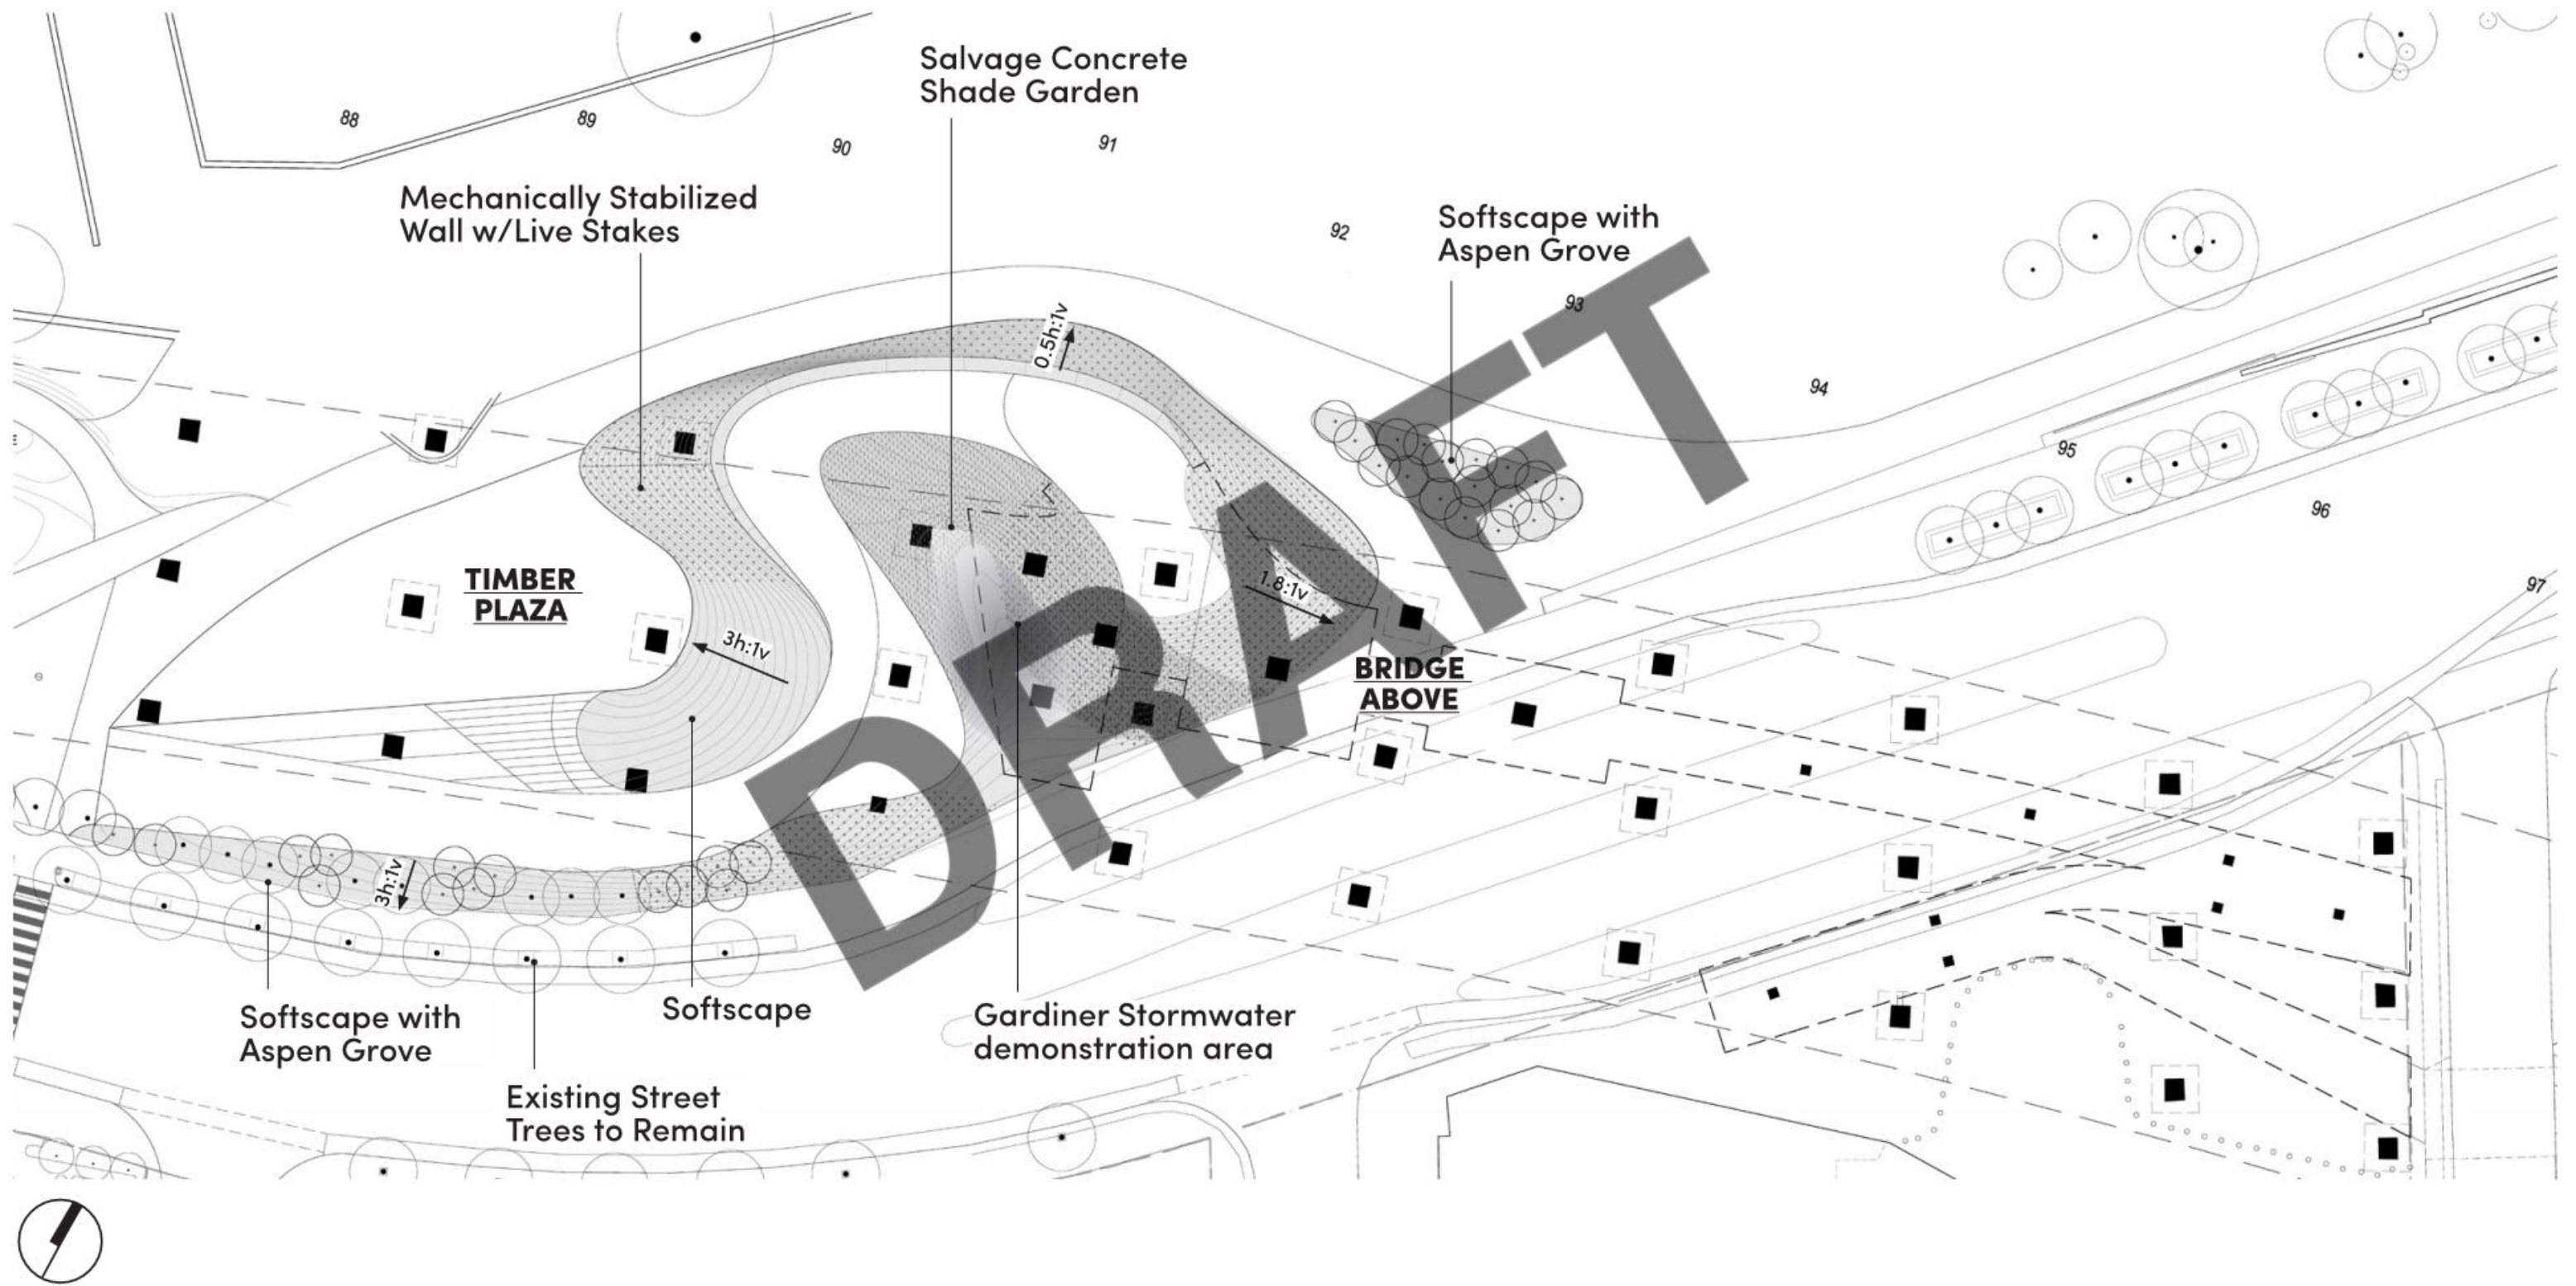 Salvage Concrete
Shade Garden
88
89
90
91
Mechanically Stabilized
Wall w/Live Stakes
92
Softscape with
Aspen Grove
93
0.5h:1v
94
95
96
TIMBER
PLAZA
3h:1v
1.8:1v
97
BRIDGE
ABOVE
DRAFT
3h:1v
Softscape with
Aspen Grove
Softscape
Gardiner Stormwater
demonstration area
Existing Street
Trees to Remain